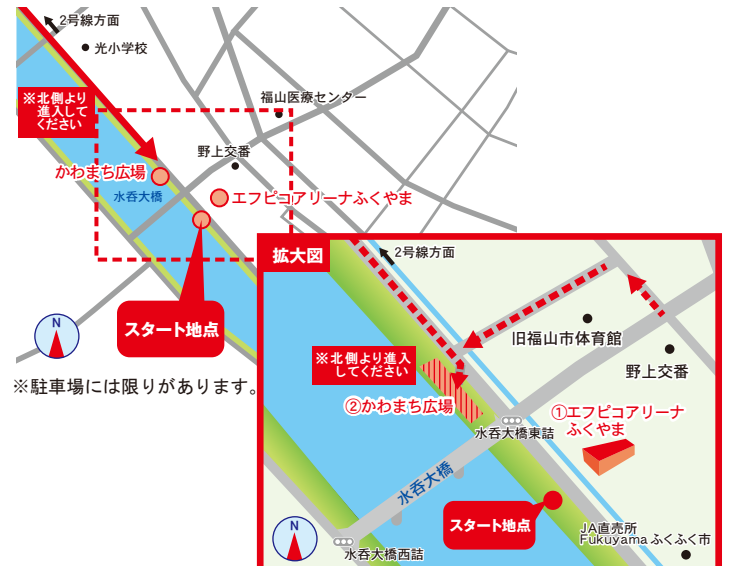 2号線方面
光小学校
※北側より
進入して
ください
福山医療センター
野上交番
かわまち広場
水呑大橋
エフピコアリーナふくやま
スタート地点
N
※駐車場には限りがあります。
拡大図
2号線方面
旧福山市体育館
※北側より進入
してください
野上交番
②かわまち広場
①エフピコアリーナ
ふくやま
水呑大橋東詰
水呑大橋
スタート地点
JA直売所
Fukuyama ふくふく市
N
水呑大橋西詰